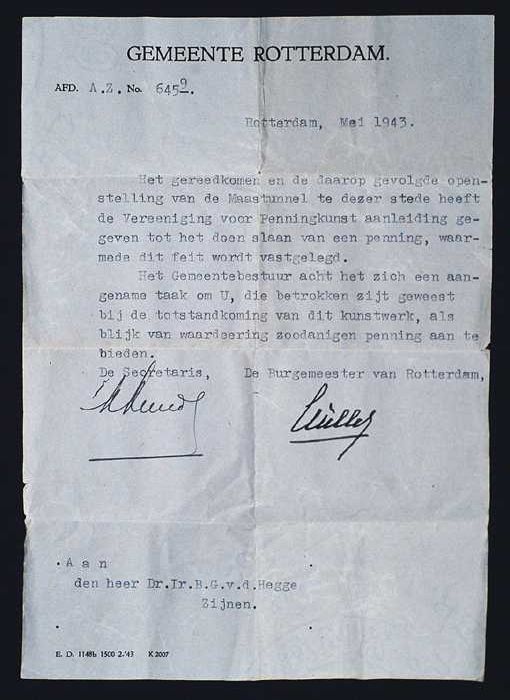 GEMEENTE ROTTERDAM.
AFD. A.Z. No. 645⁹.
Rotterdam, Mei 1943.
Het gereedkomen en de daarop gevolgde open-
stelling van de Maastunnel te dezer stede heeft
de Vereeniging voor Penningkunst aanleiding ge-
geven tot het doen slaan van een penning, waar-
mede dit feit wordt vastgelegd.
Het Gemeentebestuur acht het zich een aan-
gename taak om U, die betrokken zijt geweest
bij de totstandkoming van dit kunstwerk, als
blijk van waardeering zoodanigen penning aan te
bieden.
De Secretaris, De Burgemeester van Rotterdam,
Aan
den heer Dr.Ir.B.G.v.d.Hegge
Zijnen.
E. D. 1148b 1500 2-'43 K 2007